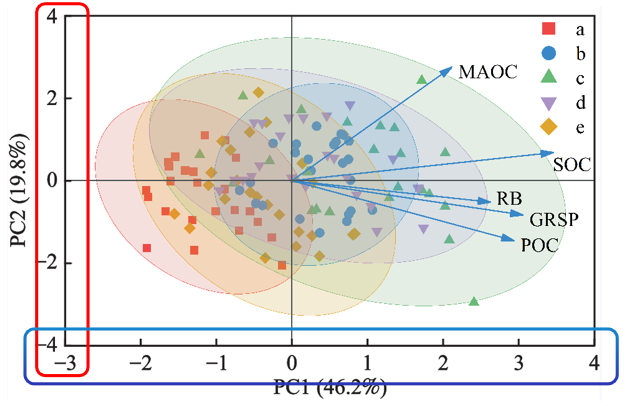 4
2
0
−2
−4
PC2 (19.8%)
a
b
c
d
e
MAOC
SOC
RB
GRSP
POC
−3 −2 −1 0 1 2 3 4
PC1 (46.2%)